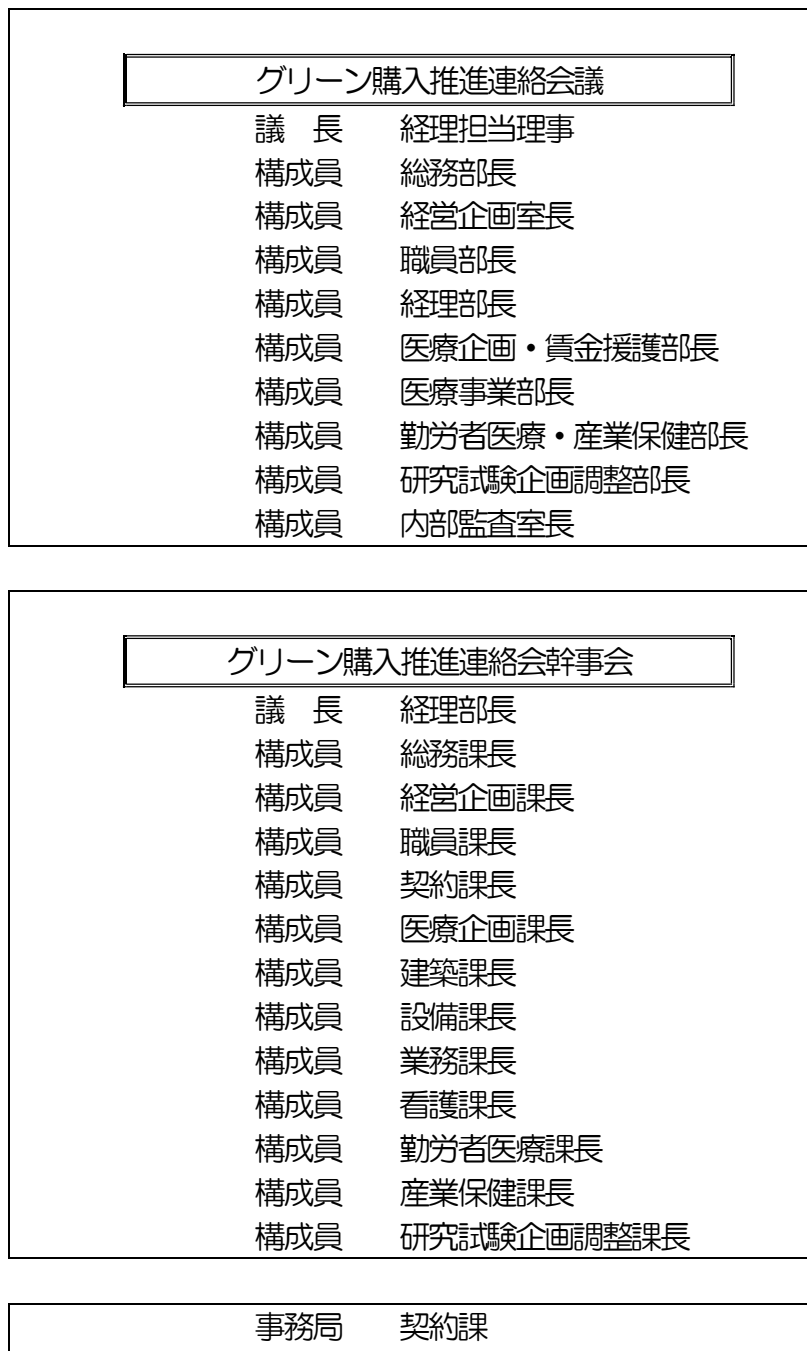 グリーン購入推進連絡会議
議　長　経理担当理事
構成員　総務部長
構成員　経営企画室長
構成員　職員部長
構成員　経理部長
構成員　医療企画・賃金援護部長
構成員　医療事業部長
構成員　勤労者医療・産業保健部長
構成員　研究試験企画調整部長
構成員　内部監査室長
グリーン購入推進連絡会幹事会
議　長　経理部長
構成員　総務課長
構成員　経営企画課長
構成員　職員課長
構成員　契約課長
構成員　医療企画課長
構成員　建築課長
構成員　設備課長
構成員　業務課長
構成員　看護課長
構成員　勤労者医療課長
構成員　産業保健課長
構成員　研究試験企画調整課長
事務局　契約課